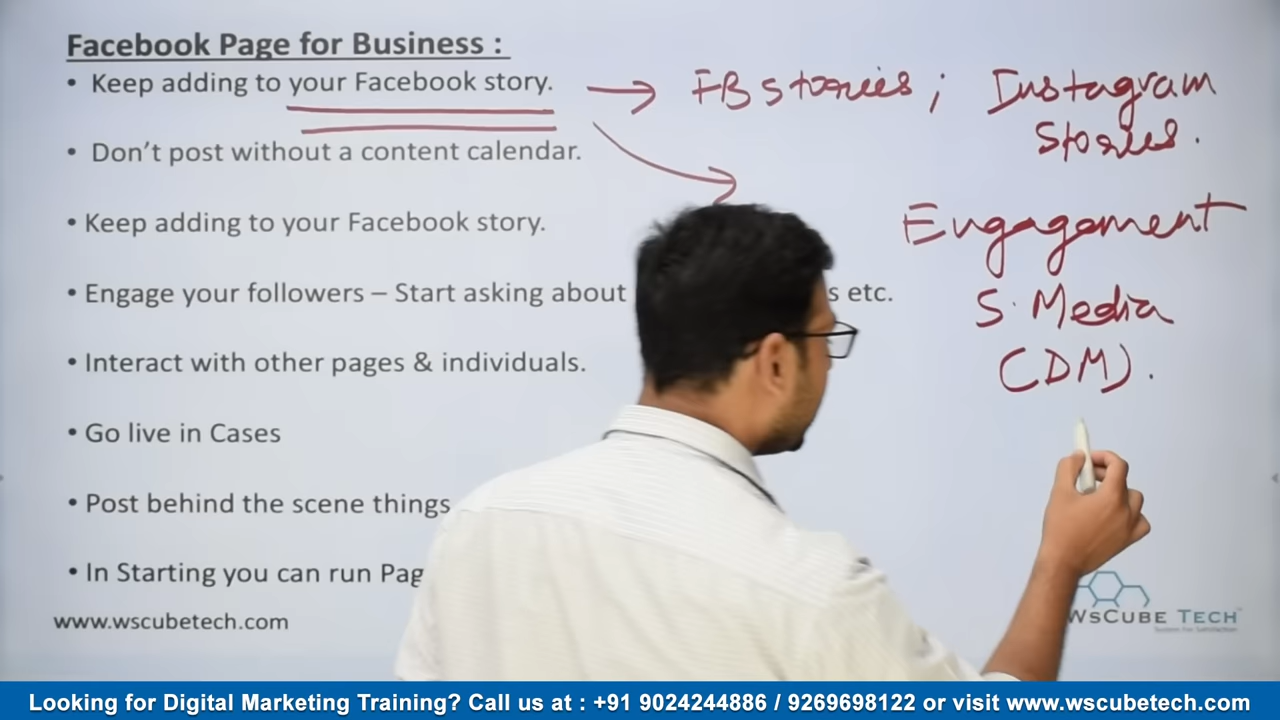 Facebook Page for Business :
• Keep adding to your Facebook story.
→ FB stories ; Instagram
Stories.
• Don't post without a content calendar.
• Keep adding to your Facebook story.
Engagement
S. Media
(DM).
• Engage your followers – Start asking about s etc.
• Interact with other pages & individuals.
• Go live in Cases
• Post behind the scene things
• In Starting you can run Pag
www.wscubetech.com
WsCube Tech
Looking for Digital Marketing Training? Call us at : +91 9024244886 / 9269698122 or visit www.wscubetech.com